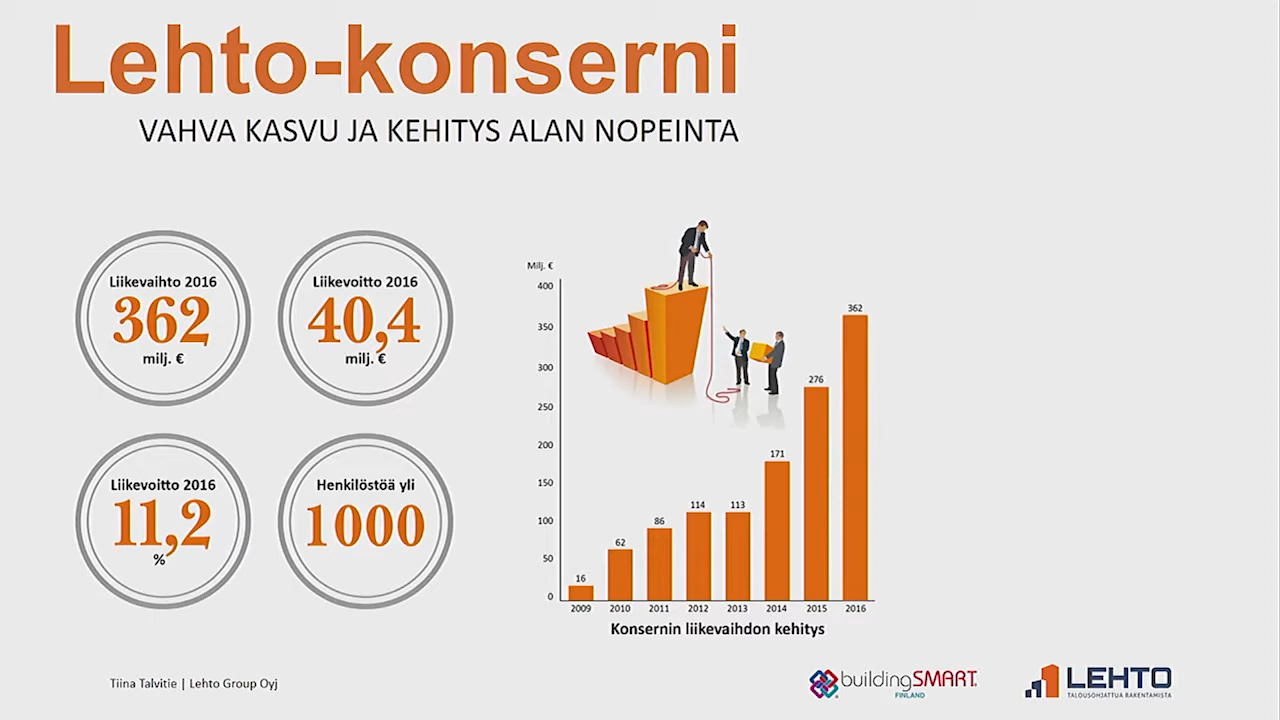 Lehto-konserni
VAHVA KASVU JA KEHITYS ALAN NOPEINTA
Liikevaihto 2016
362
milj. €
Liikevoitto 2016
40,4
milj. €
Liikevoitto 2016
11,2
%
Henkilöstöä yli
1000
Milj. €
400
350
300
250
200
150
100
50
0
16
62
86
114
113
171
276
362
2009 2010 2011 2012 2013 2014 2015 2016
Konsernin liikevaihdon kehitys
Tiina Talvitie | Lehto Group Oyj
buildingSMART
FINLAND
LEHTO
TALOUSOHJATTUA RAKENTAMISTA